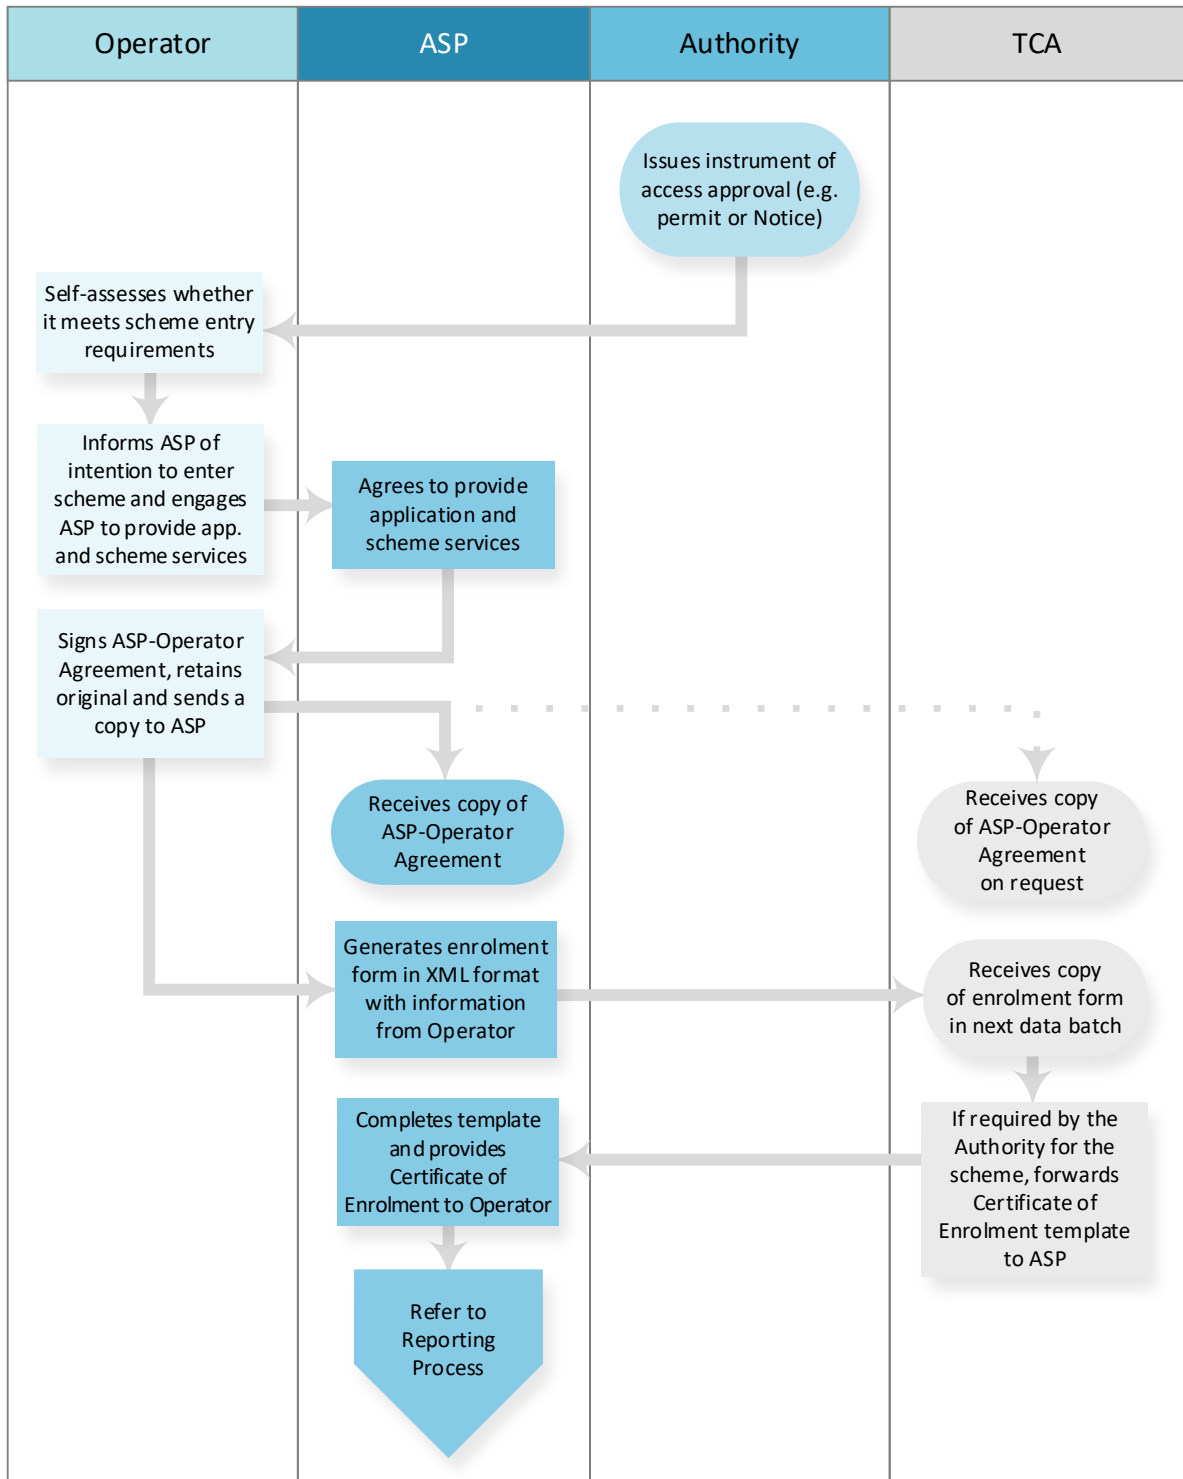 Operator
ASP
Authority
TCA
Issues instrument of
access approval (e.g.
permit or Notice)
Self-assesses whether
it meets scheme entry
requirements
Informs ASP of
intention to enter
scheme and engages
ASP to provide app.
and scheme services
Agrees to provide
application and
scheme services
Signs ASP-Operator
Agreement, retains
original and sends a
copy to ASP
Receives copy of
ASP-Operator
Agreement
Receives copy
of ASP-Operator
Agreement
on request
Generates enrolment
form in XML format
with information
from Operator
Receives copy
of enrolment form
in next data batch
Completes template
and provides
Certificate of
Enrolment to Operator
If required by the
Authority for the
scheme, forwards
Certificate of
Enrolment template
to ASP
Refer to
Reporting
Process